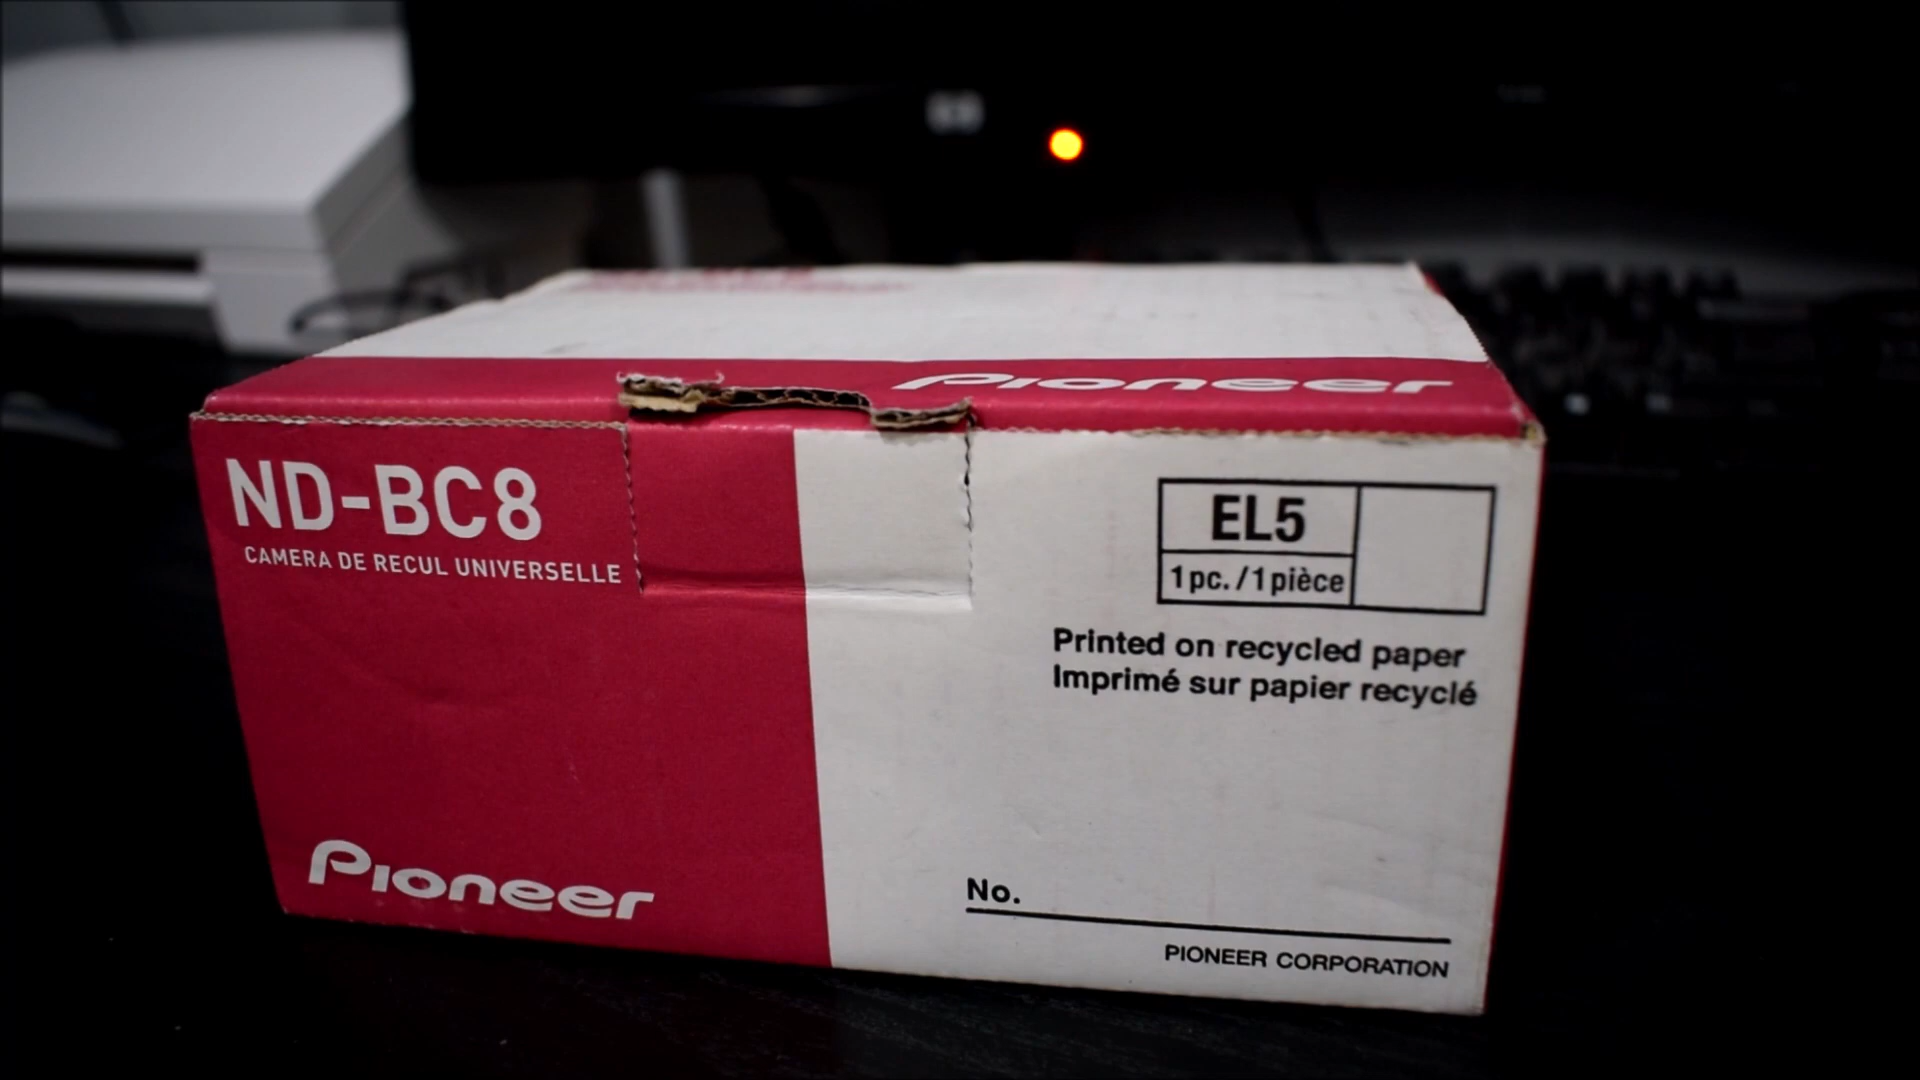 Pioneer
ND-BC8
CAMERA DE RECUL UNIVERSELLE
EL5
1pc./1pièce
Printed on recycled paper
Imprimé sur papier recyclé
Pioneer
No.
PIONEER CORPORATION